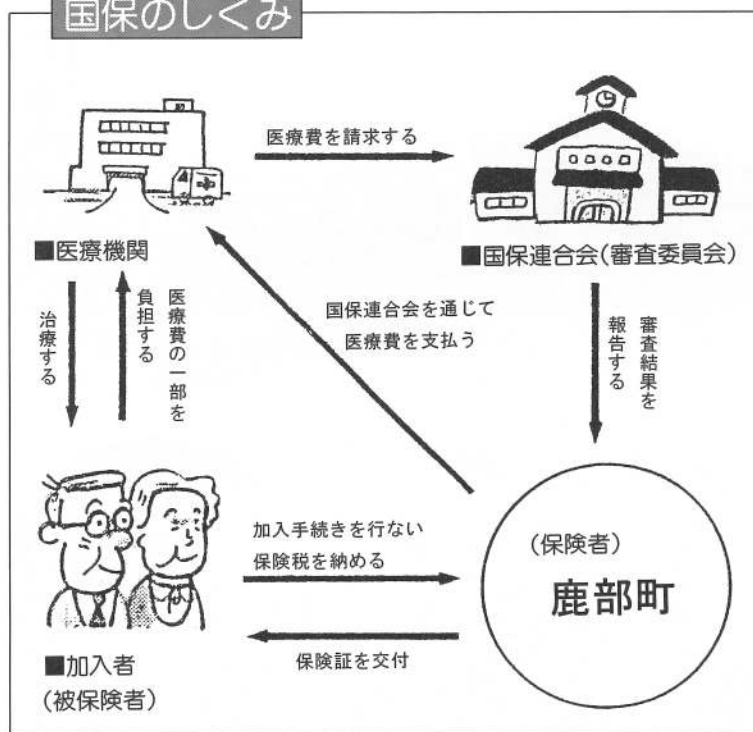 国保のしくみ
医療費を請求する
■医療機関
■国保連合会(審査委員会)
治療する
医療費の一部を
負担する
国保連合会を通じて
医療費を支払う
審査結果を
報告する
加入手続きを行ない
保険税を納める
(保険者)
鹿部町
保険証を交付
■加入者
(被保険者)